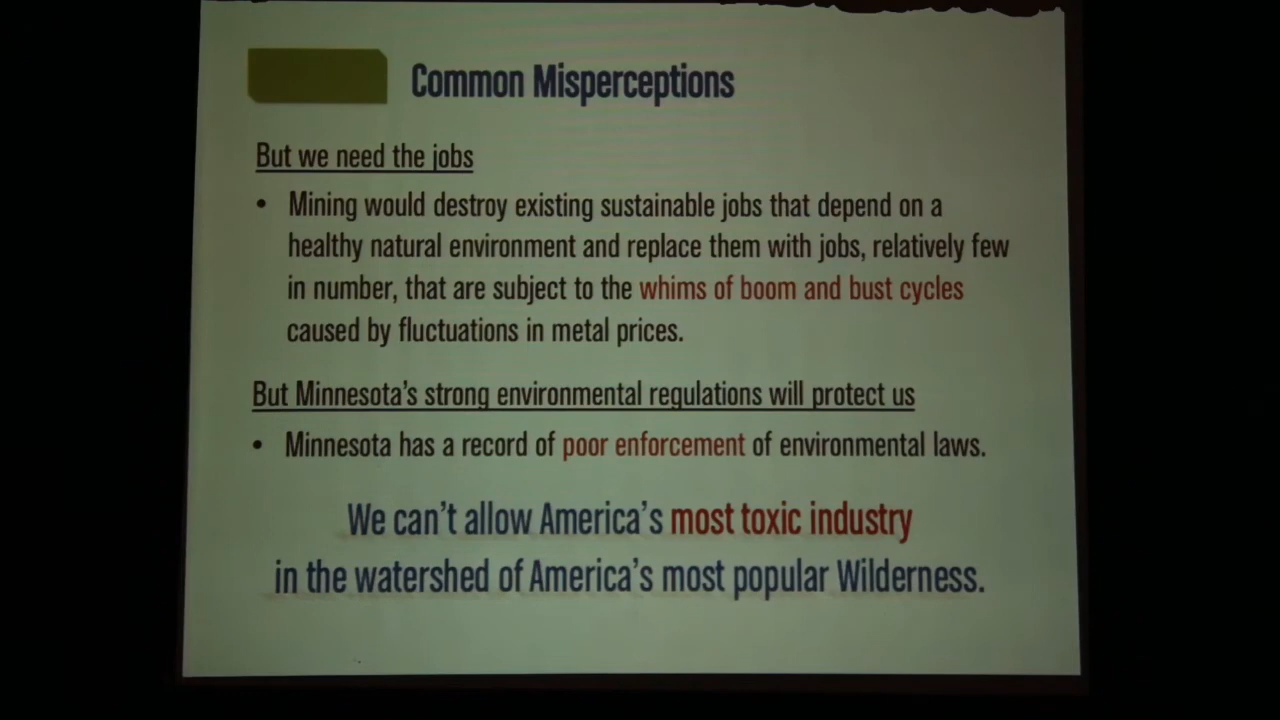 Common Misperceptions
But we need the jobs
• Mining would destroy existing sustainable jobs that depend on a
healthy natural environment and replace them with jobs, relatively few
in number, that are subject to the whims of boom and bust cycles
caused by fluctuations in metal prices.
But Minnesota's strong environmental regulations will protect us
• Minnesota has a record of poor enforcement of environmental laws.
We can't allow America's most toxic industry
in the watershed of America's most popular Wilderness.